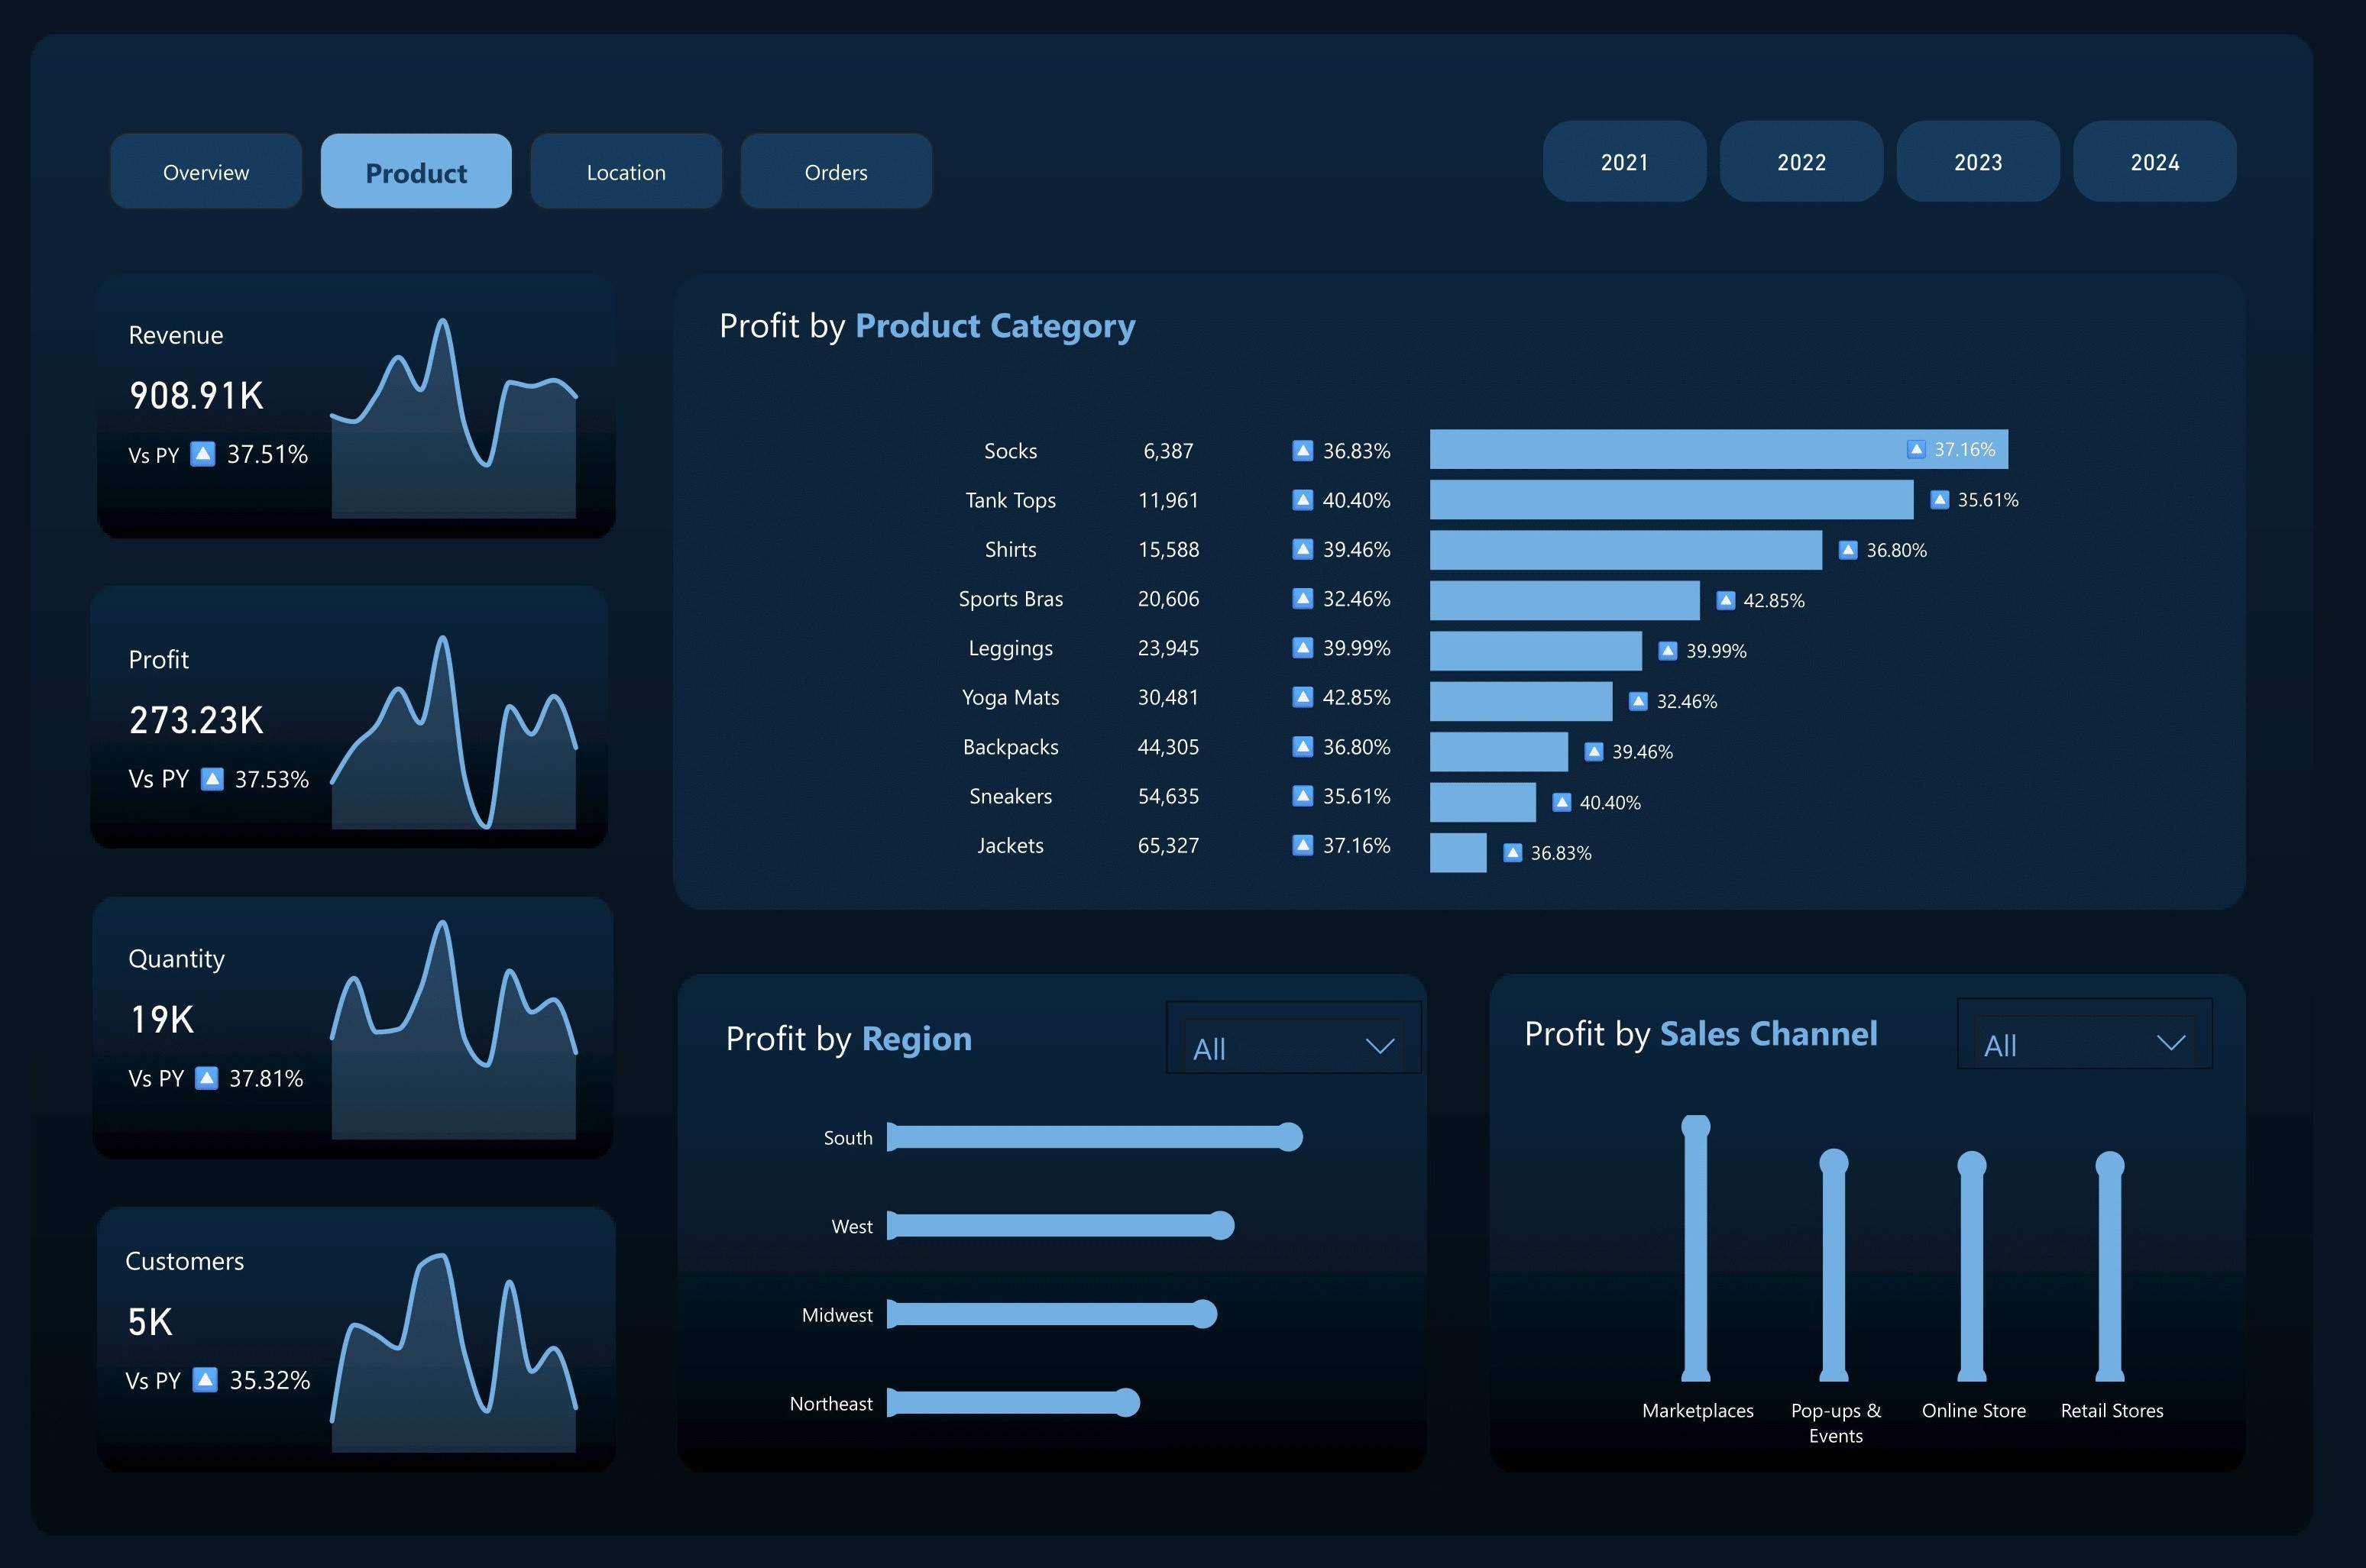 Overview Product Location Orders 2021 2022 2023 2024
Revenue
908.91K
Vs PY 🔼 37.51%
Profit
273.23K
Vs PY 🔼 37.53%
Quantity
19K
Vs PY 🔼 37.81%
Customers
5K
Vs PY 🔼 35.32%
Profit by Product Category
Socks 6,387 🔼 36.83% 🔼 37.16%
Tank Tops 11,961 🔼 40.40% 🔼 35.61%
Shirts 15,588 🔼 39.46% 🔼 36.80%
Sports Bras 20,606 🔼 32.46% 🔼 42.85%
Leggings 23,945 🔼 39.99% 🔼 39.99%
Yoga Mats 30,481 🔼 42.85% 🔼 32.46%
Backpacks 44,305 🔼 36.80% 🔼 39.46%
Sneakers 54,635 🔼 35.61% 🔼 40.40%
Jackets 65,327 🔼 37.16% 🔼 36.83%
Profit by Region
All
South
West
Midwest
Northeast
Profit by Sales Channel
All
Marketplaces
Pop-ups &
Events
Online Store
Retail Stores